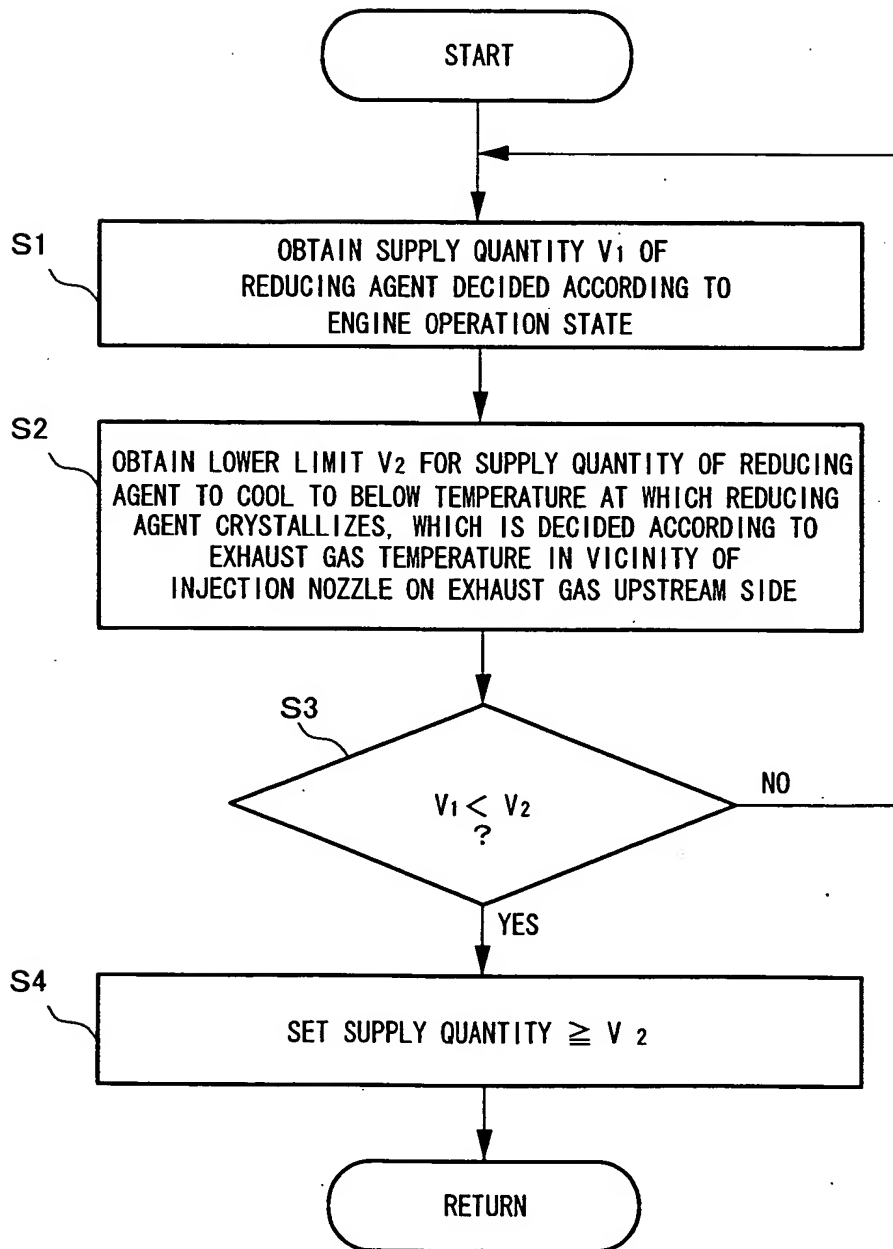 START
S1
OBTAIN SUPPLY QUANTITY V1 OF
REDUCING AGENT DECIDED ACCORDING TO
ENGINE OPERATION STATE
S2
OBTAIN LOWER LIMIT V2 FOR SUPPLY QUANTITY OF REDUCING
AGENT TO COOL TO BELOW TEMPERATURE AT WHICH REDUCING
AGENT CRYSTALLIZES, WHICH IS DECIDED ACCORDING TO
EXHAUST GAS TEMPERATURE IN VICINITY OF
INJECTION NOZZLE ON EXHAUST GAS UPSTREAM SIDE
S3
V1 < V2
?
NO
YES
S4
SET SUPPLY QUANTITY ≧ V 2
RETURN